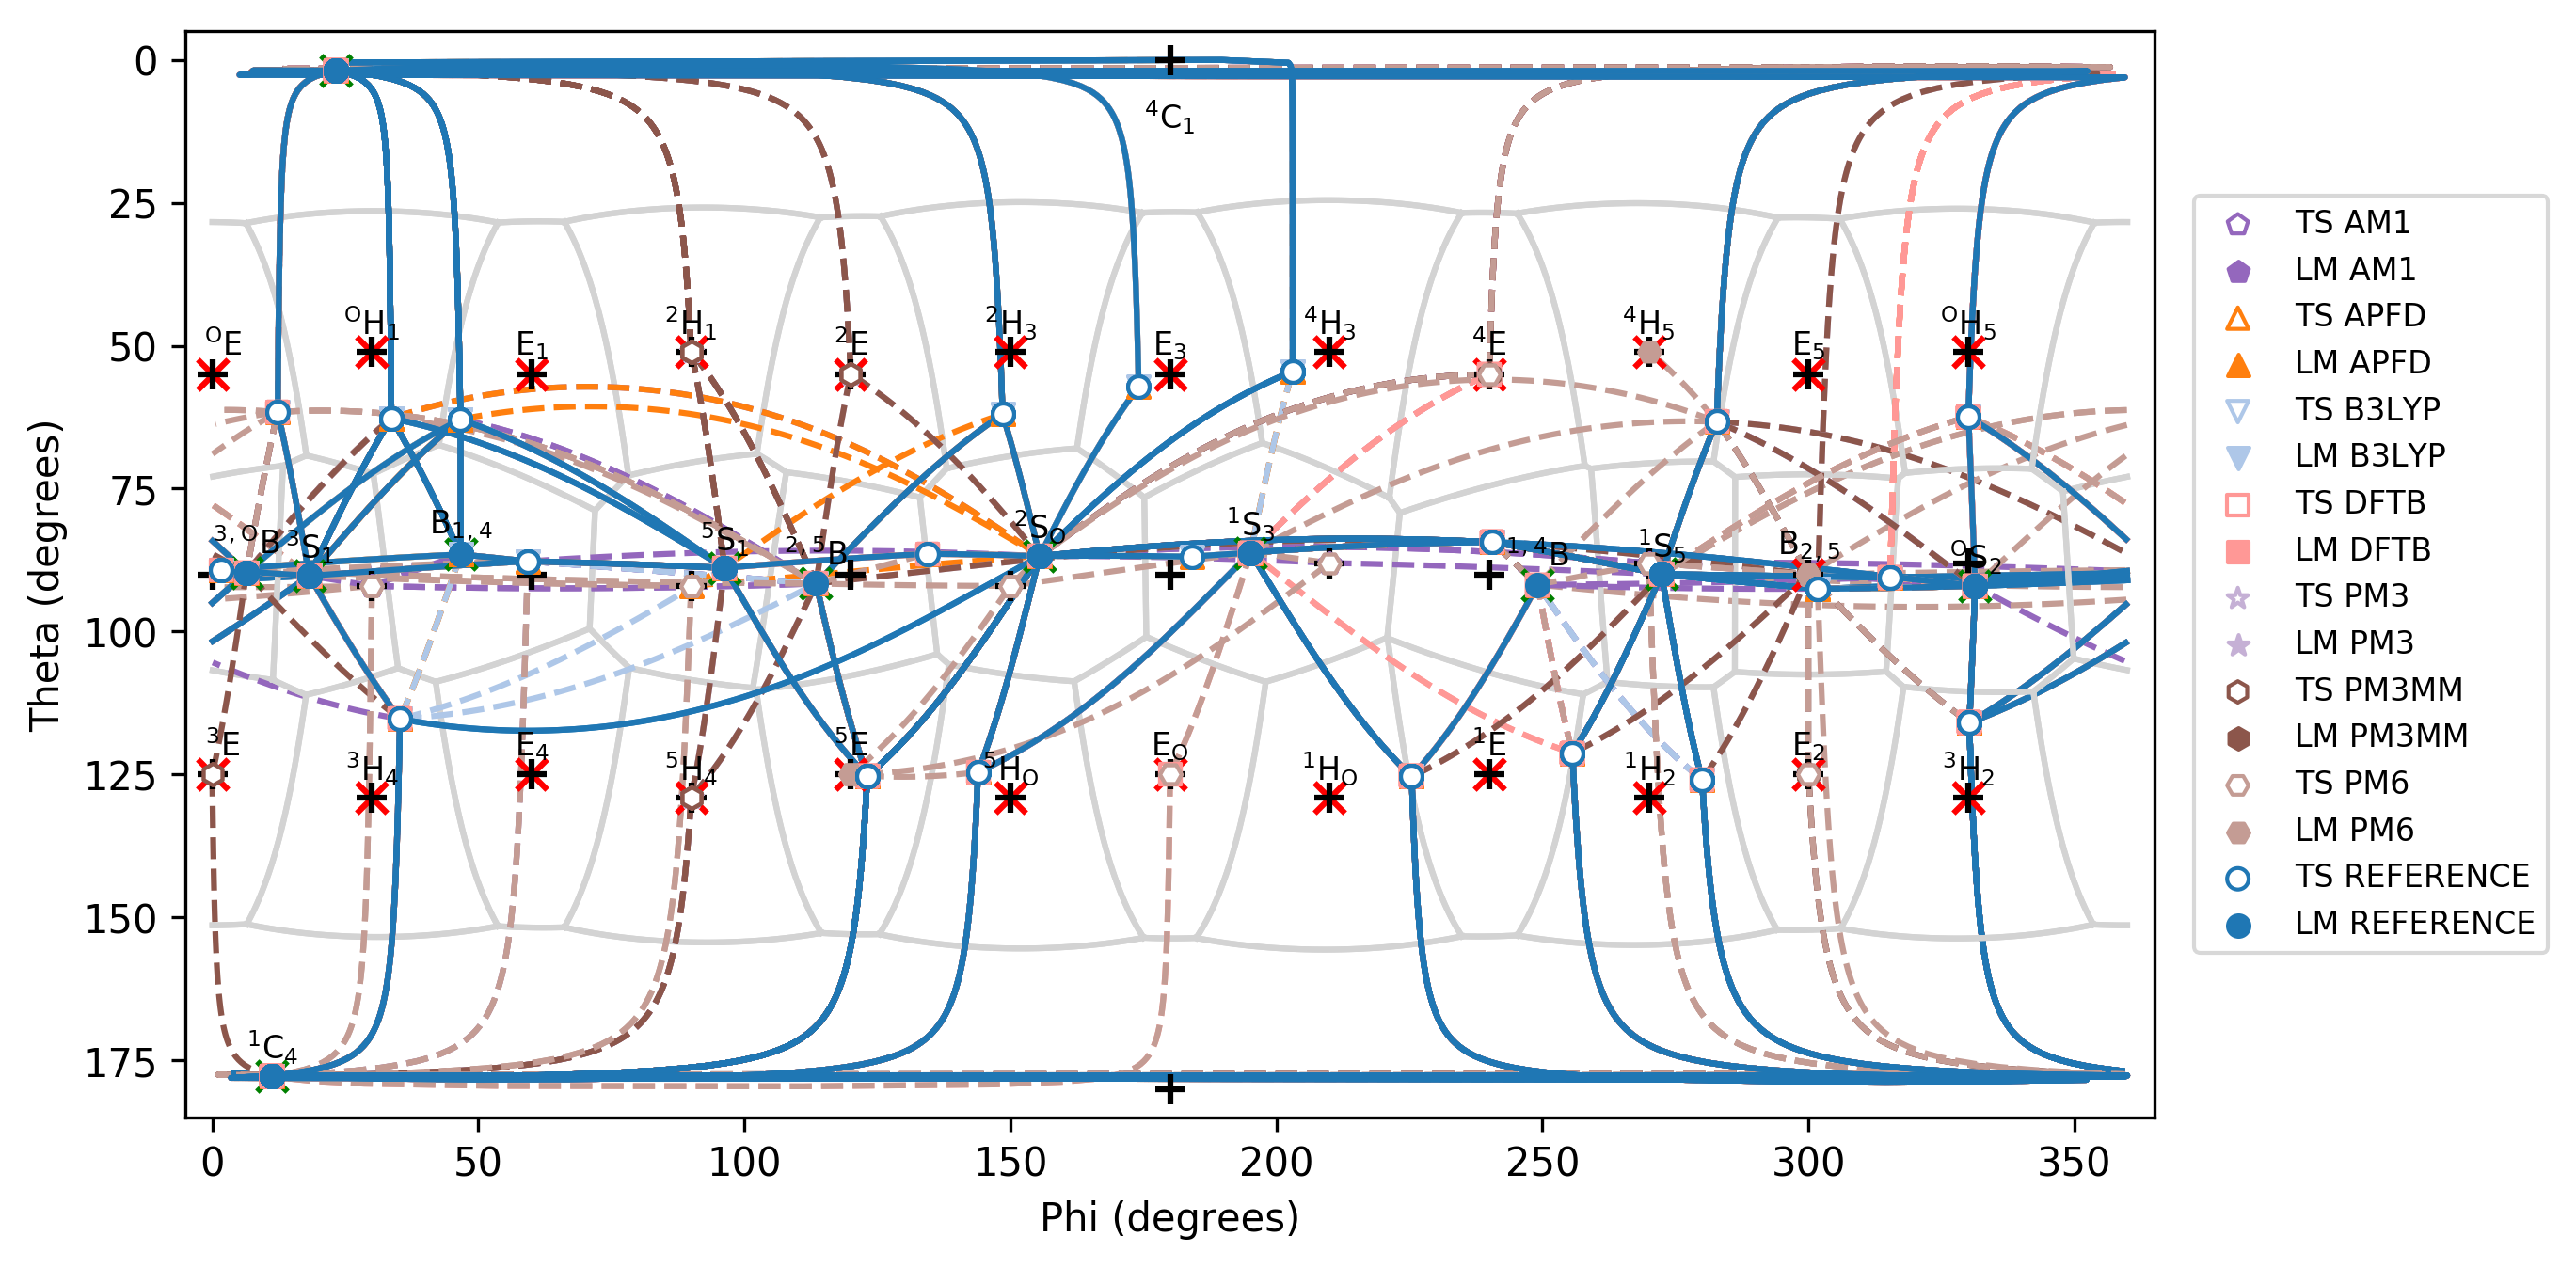 0
25
50
75
100
125
150
175
Theta (degrees)
0
50
100
150
200
250
300
350
Phi (degrees)
⁴C₁
ᴼE
ᴼH₁
E₁
²H₁
²E
²H₃
E₃
⁴H₃
⁴E
⁴H₅
E₅
ᴼH₅
³,ᴼB
³S₁
B₁,₄
⁵S₁
²,⁵B
²S_O
¹S₃
¹,⁴B
¹S₅
B₂,₅
ᴼS₂
³E
³H₄
E₄
⁵H₄
⁵E
⁵H_O
E_O
¹H_O
¹E
¹H₂
E₂
³H₂
¹C₄
TS AM1
LM AM1
TS APFD
LM APFD
TS B3LYP
LM B3LYP
TS DFTB
LM DFTB
TS PM3
LM PM3
TS PM3MM
LM PM3MM
TS PM6
LM PM6
TS REFERENCE
LM REFERENCE